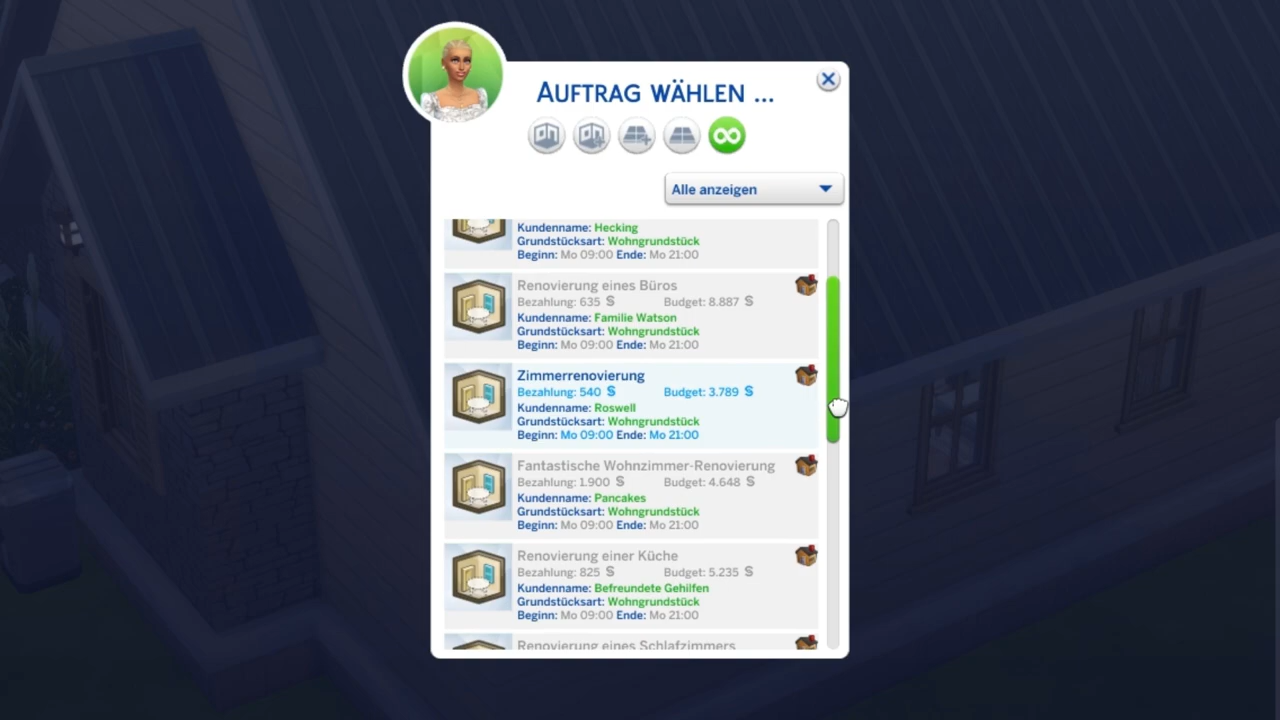 AUFTRAG WÄHLEN ...
Alle anzeigen
Kundenname: Hecking
Grundstücksart: Wohngrundstück
Beginn: Mo 09:00 Ende: Mo 21:00
Renovierung eines Büros
Bezahlung: 635 $ Budget: 8.887 $
Kundenname: Familie Watson
Grundstücksart: Wohngrundstück
Beginn: Mo 09:00 Ende: Mo 21:00
Zimmerrenovierung
Bezahlung: 540 $ Budget: 3.789 $
Kundenname: Roswell
Grundstücksart: Wohngrundstück
Beginn: Mo 09:00 Ende: Mo 21:00
Fantastische Wohnzimmer-Renovierung
Bezahlung: 1.900 $ Budget: 4.648 $
Kundenname: Pancakes
Grundstücksart: Wohngrundstück
Beginn: Mo 09:00 Ende: Mo 21:00
Renovierung einer Küche
Bezahlung: 825 $ Budget: 5.235 $
Kundenname: Befreundete Gehilfen
Grundstücksart: Wohngrundstück
Beginn: Mo 09:00 Ende: Mo 21:00
Renovierung eines Schlafzimmers